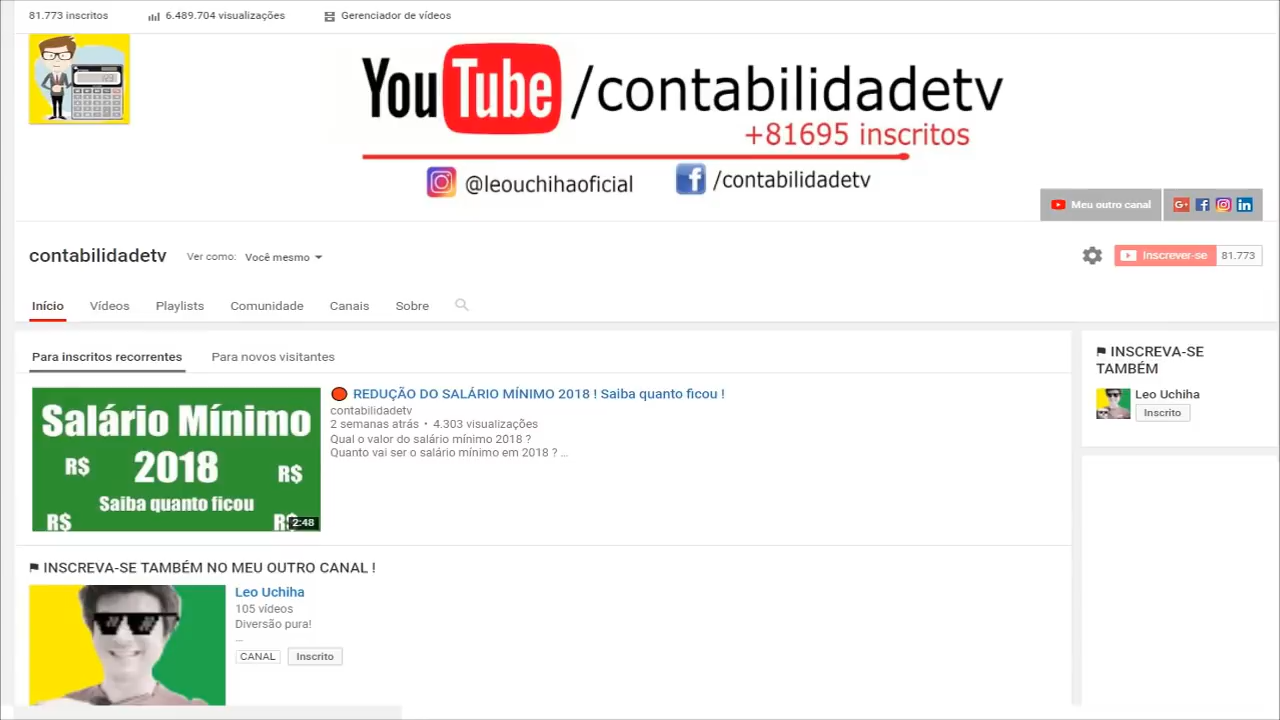 81.773 inscritos 6.489.704 visualizações Gerenciador de vídeos
YouTube/contabilidadetv
+81695 inscritos
@leouchihaoficial /contabilidadetv
Meu outro canal
contabilidadetv Ver como: Você mesmo Inscrever-se 81.773
Início Vídeos Playlists Comunidade Canais Sobre
Para inscritos recorrentes Para novos visitantes
Salário Mínimo
R$ 2018 R$
Saiba quanto ficou
R$ R$ 2:48
REDUÇÃO DO SALÁRIO MÍNIMO 2018 ! Saiba quanto ficou !
contabilidadetv
2 semanas atrás • 4.303 visualizações
Qual o valor do salário mínimo 2018 ?
Quanto vai ser o salário mínimo em 2018 ? ...
INSCREVA-SE
TAMBÉM
Leo Uchiha
Inscrito
INSCREVA-SE TAMBÉM NO MEU OUTRO CANAL !
Leo Uchiha
105 vídeos
Diversão pura!
...
CANAL Inscrito